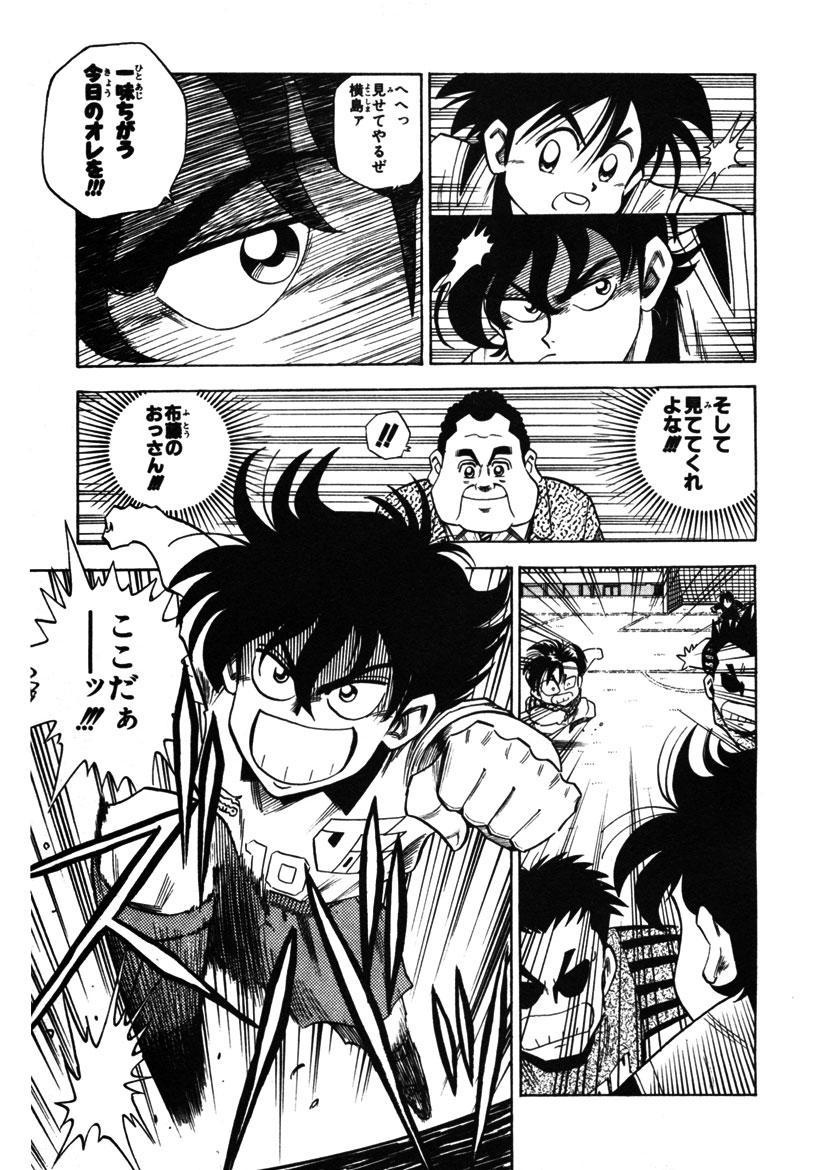 へへっ
見せてやるぜ
横島ァ
一味ちがう
今日のオレを!!!
そして
見ててくれ
よな!!!
!!
布藤の
おっさん!!!
ここだぁ
──ッ!!!
10